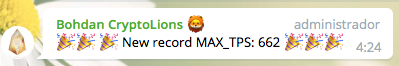 Bohdan CryptoLions 🦁 administrador
🎉🎉🎉 New record MAX_TPS: 662 🎉🎉🎉
4:24